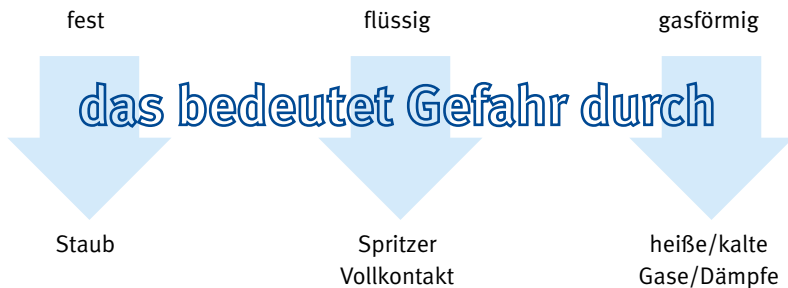 fest flüssig gasförmig
das bedeutet Gefahr durch
Staub Spritzer heiße/kalte
Vollkontakt Gase/Dämpfe